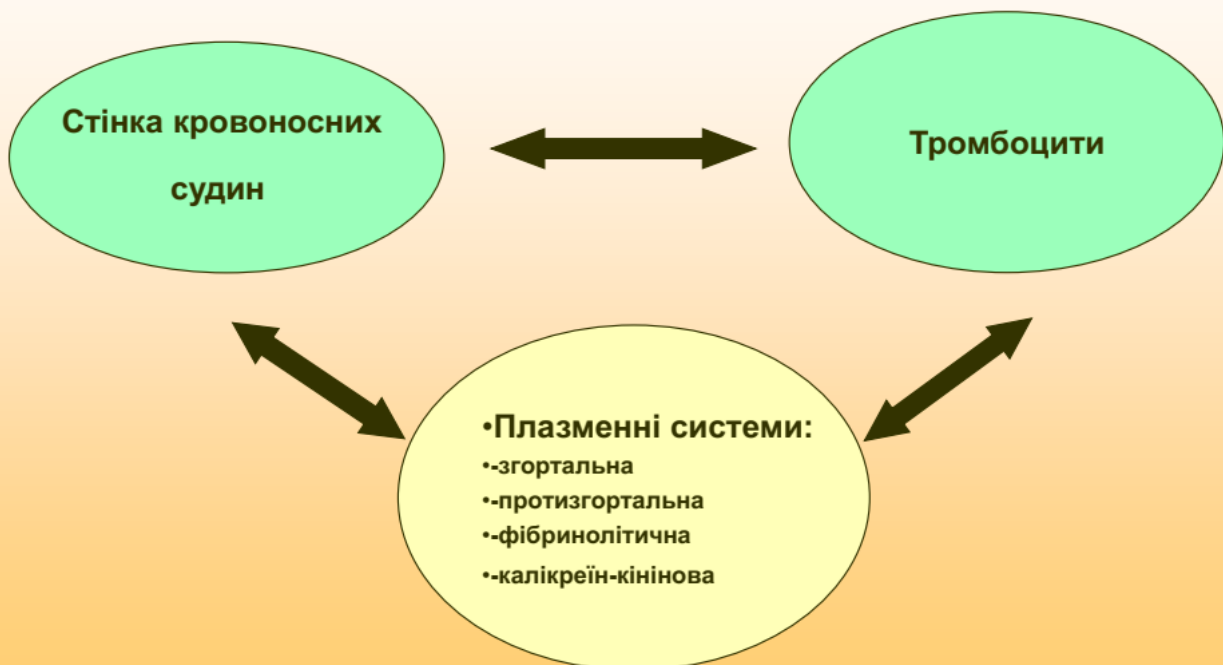 Стінка кровоносних
судин
Тромбоцити
•Плазменні системи:
•-згортальна
•-протизгортальна
•-фібринолітична
•-калікреїн-кінінова